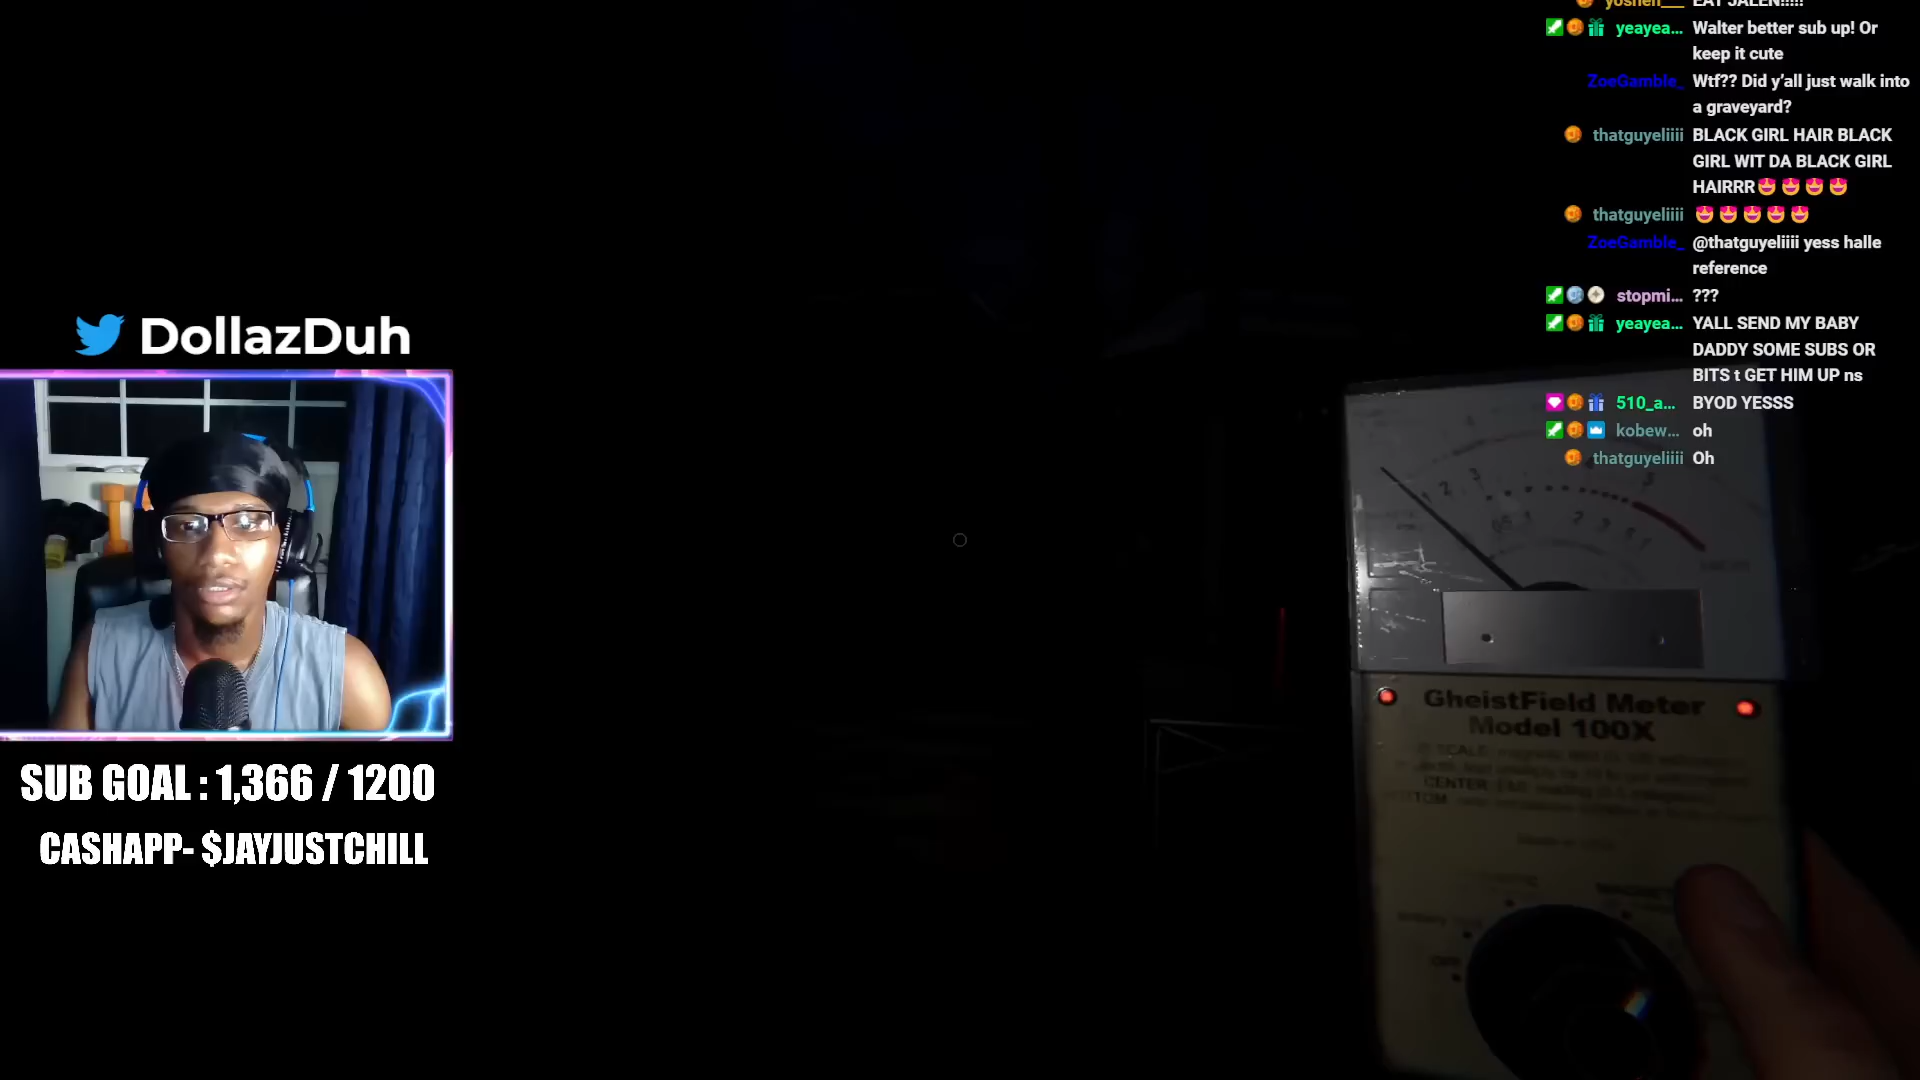 EAT JALEN!!!!!
yeayea... Walter better sub up! Or
keep it cute
ZoeGamble_ Wtf?? Did y'all just walk into
a graveyard?
thatguyeliiii BLACK GIRL HAIR BLACK
GIRL WIT DA BLACK GIRL
HAIRRR🤩🤩🤩🤩
thatguyeliiii 🤩🤩🤩🤩🤩
ZoeGamble_ @thatguyeliiii yess halle
reference
stopmi... ???
yeayea... YALL SEND MY BABY
DADDY SOME SUBS OR
BITS t GET HIM UP ns
510_a... BYOD YESSS
kobew... oh
thatguyeliiii Oh
DollazDuh
SUB GOAL : 1,366 / 1200
CASHAPP- $JAYJUSTCHILL
GheistField Meter
Model 100X
CENTER: